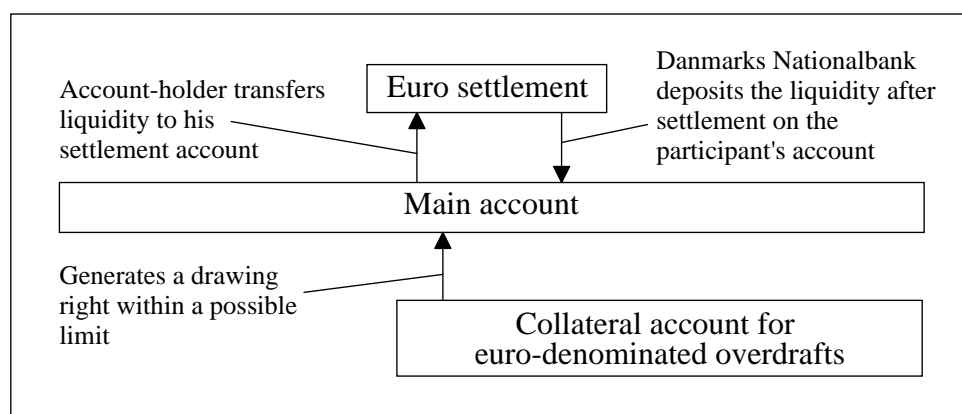 Account-holder transfers
liquidity to his
settlement account
Euro settlement
Danmarks Nationalbank
deposits the liquidity after
settlement on the
participant's account
Main account
Generates a drawing
right within a possible
limit
Collateral account for
euro-denominated overdrafts